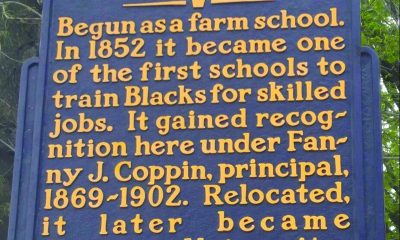 Begun as a farm school.
In 1852 it became one
of the first schools to
train Blacks for skilled
jobs. It gained recog-
nition here under Fan-
ny J. Coppin, principal,
1869-1902. Relocated,
it later became